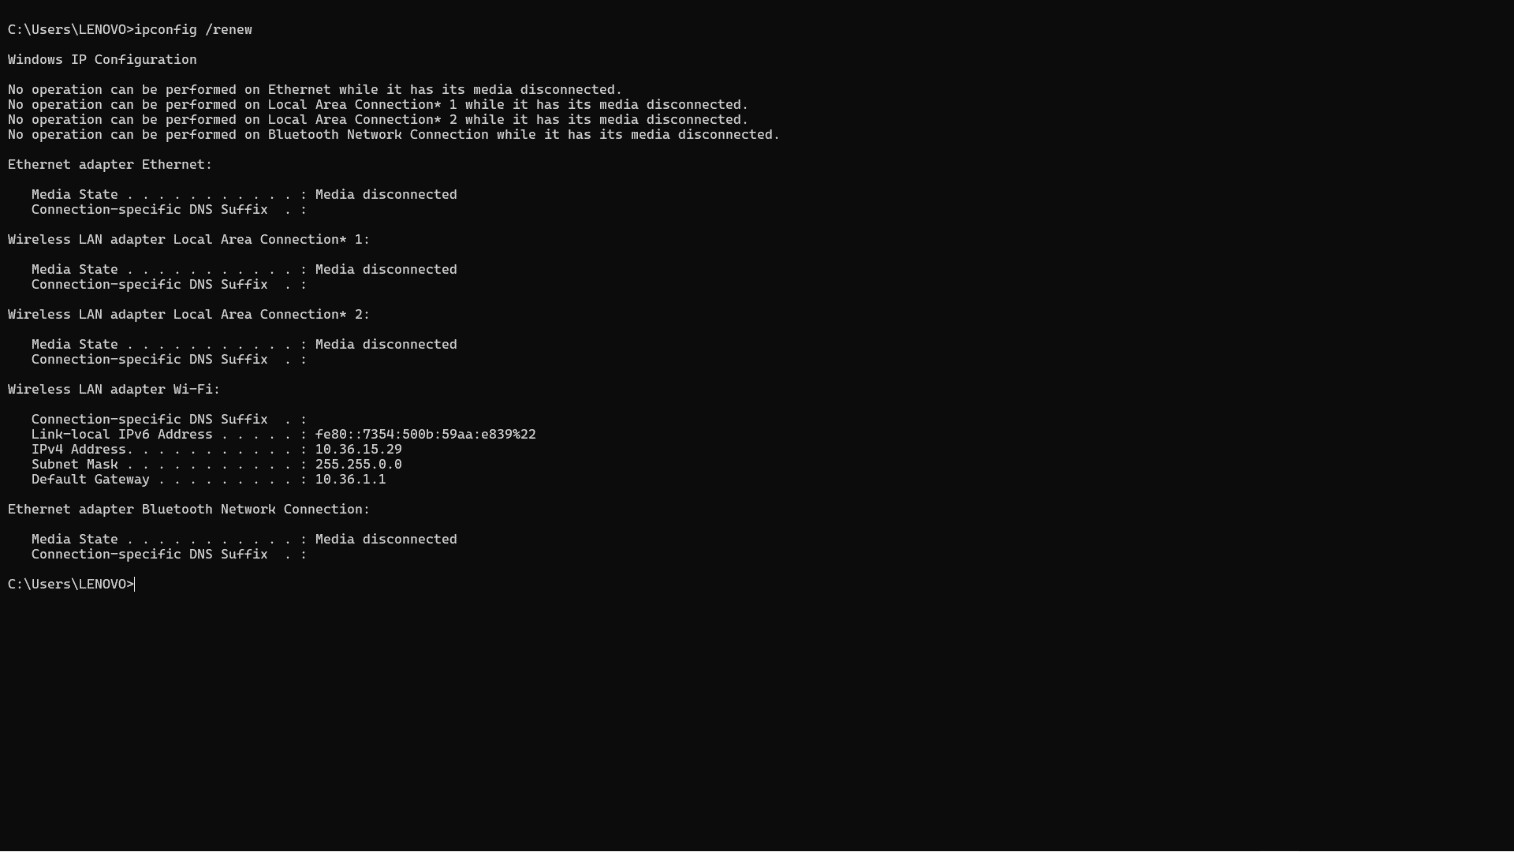 C:\Users\LENOVO>ipconfig /renew
Windows IP Configuration
No operation can be performed on Ethernet while it has its media disconnected.
No operation can be performed on Local Area Connection* 1 while it has its media disconnected.
No operation can be performed on Local Area Connection* 2 while it has its media disconnected.
No operation can be performed on Bluetooth Network Connection while it has its media disconnected.
Ethernet adapter Ethernet:
   Media State . . . . . . . . . . . : Media disconnected
   Connection-specific DNS Suffix  . :
Wireless LAN adapter Local Area Connection* 1:
   Media State . . . . . . . . . . . : Media disconnected
   Connection-specific DNS Suffix  . :
Wireless LAN adapter Local Area Connection* 2:
   Media State . . . . . . . . . . . : Media disconnected
   Connection-specific DNS Suffix  . :
Wireless LAN adapter Wi-Fi:
   Connection-specific DNS Suffix  . :
   Link-local IPv6 Address . . . . . : fe80::7354:500b:59aa:e839%22
   IPv4 Address. . . . . . . . . . . : 10.36.15.29
   Subnet Mask . . . . . . . . . . . : 255.255.0.0
   Default Gateway . . . . . . . . . : 10.36.1.1
Ethernet adapter Bluetooth Network Connection:
   Media State . . . . . . . . . . . : Media disconnected
   Connection-specific DNS Suffix  . :
C:\Users\LENOVO>